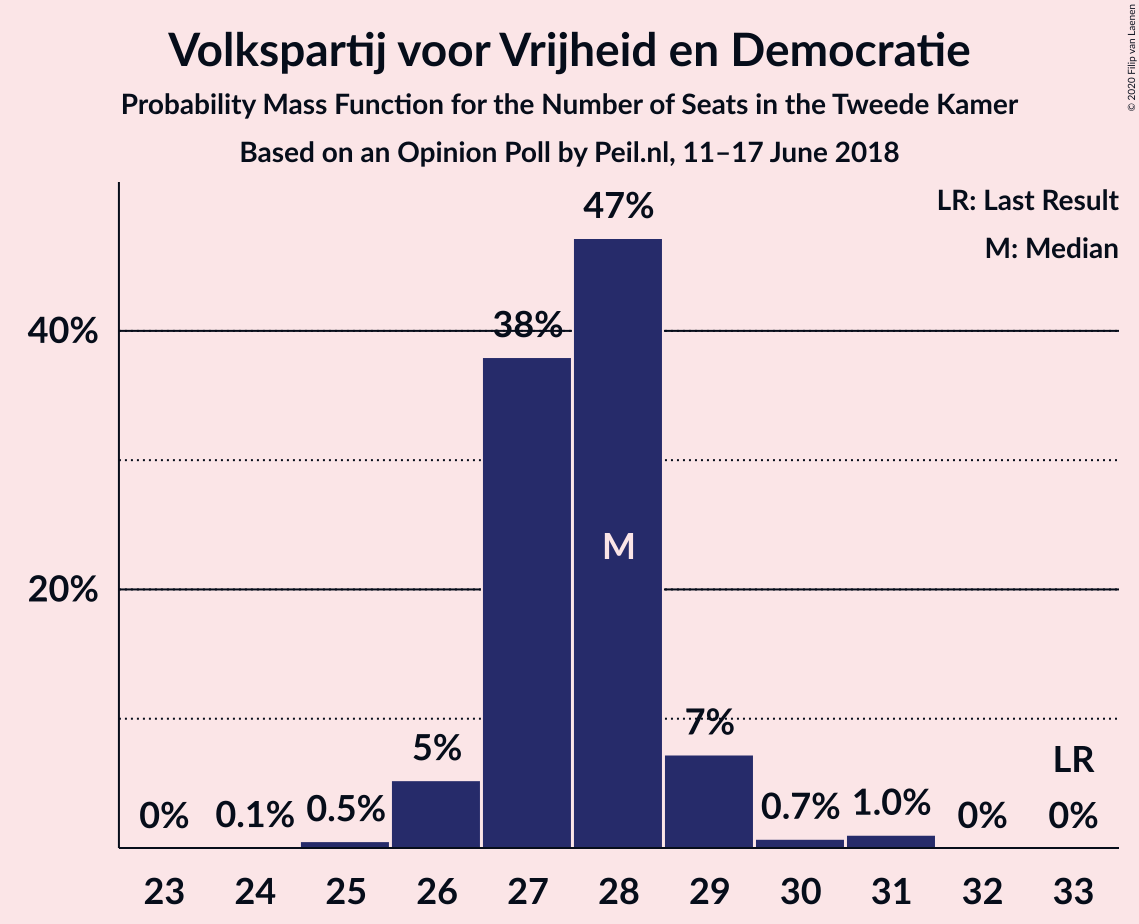 Volkspartij voor Vrijheid en Democratie
Probability Mass Function for the Number of Seats in the Tweede Kamer
Based on an Opinion Poll by Peil.nl, 11–17 June 2018
© 2020 Filip van Laenen
LR: Last Result
M: Median
47%
40%
38%
M
20%
7%
5%
LR
0%
0.1%
0.5%
0.7%
1.0%
0%
0%
23 24 25 26 27 28 29 30 31 32 33